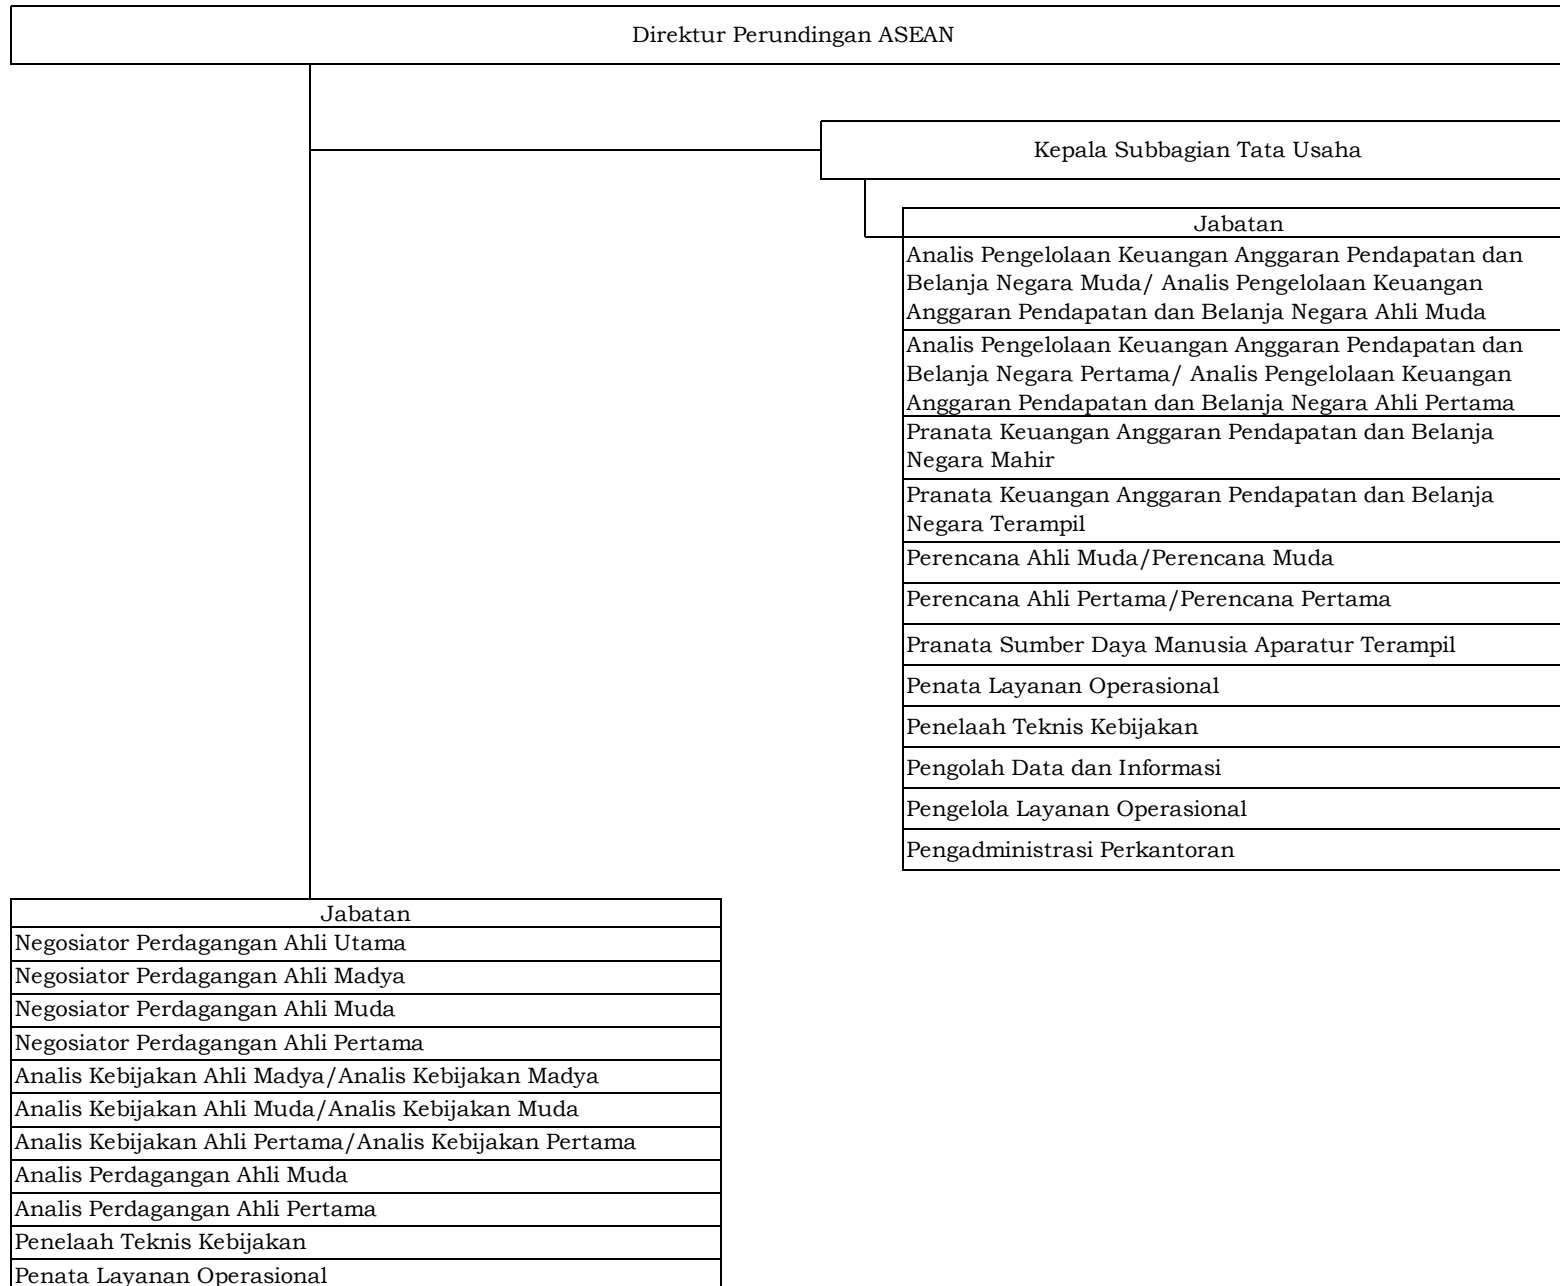 Direktur Perundingan ASEAN
Kepala Subbagian Tata Usaha
Jabatan
Analis Pengelolaan Keuangan Anggaran Pendapatan dan
Belanja Negara Muda/ Analis Pengelolaan Keuangan
Anggaran Pendapatan dan Belanja Negara Ahli Muda
Analis Pengelolaan Keuangan Anggaran Pendapatan dan
Belanja Negara Pertama/ Analis Pengelolaan Keuangan
Anggaran Pendapatan dan Belanja Negara Ahli Pertama
Pranata Keuangan Anggaran Pendapatan dan Belanja
Negara Mahir
Pranata Keuangan Anggaran Pendapatan dan Belanja
Negara Terampil
Perencana Ahli Muda/Perencana Muda
Perencana Ahli Pertama/Perencana Pertama
Pranata Sumber Daya Manusia Aparatur Terampil
Penata Layanan Operasional
Penelaah Teknis Kebijakan
Pengolah Data dan Informasi
Pengelola Layanan Operasional
Pengadministrasi Perkantoran
Jabatan
Negosiator Perdagangan Ahli Utama
Negosiator Perdagangan Ahli Madya
Negosiator Perdagangan Ahli Muda
Negosiator Perdagangan Ahli Pertama
Analis Kebijakan Ahli Madya/Analis Kebijakan Madya
Analis Kebijakan Ahli Muda/Analis Kebijakan Muda
Analis Kebijakan Ahli Pertama/Analis Kebijakan Pertama
Analis Perdagangan Ahli Muda
Analis Perdagangan Ahli Pertama
Penelaah Teknis Kebijakan
Penata Layanan Operasional